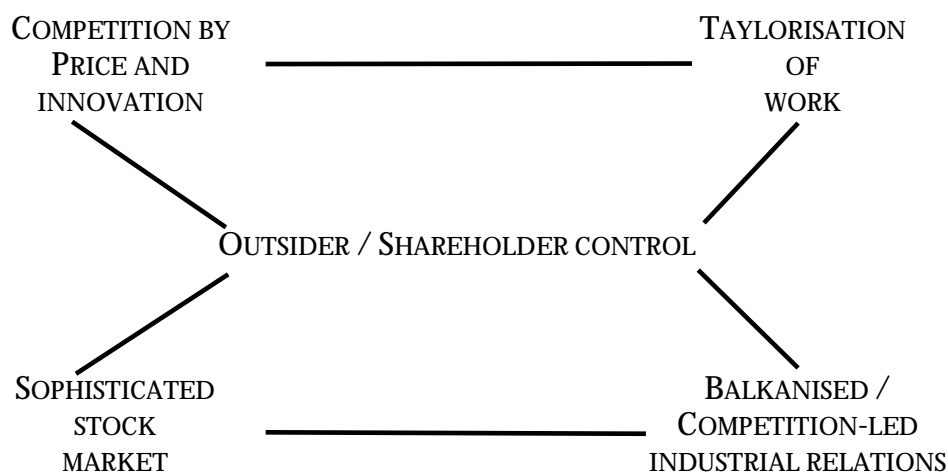 COMPETITION BY
PRICE AND
INNOVATION
TAYLORISATION
OF
WORK
OUTSIDER / SHAREHOLDER CONTROL
SOPHISTICATED
STOCK
MARKET
BALKANISED /
COMPETITION-LED
INDUSTRIAL RELATIONS